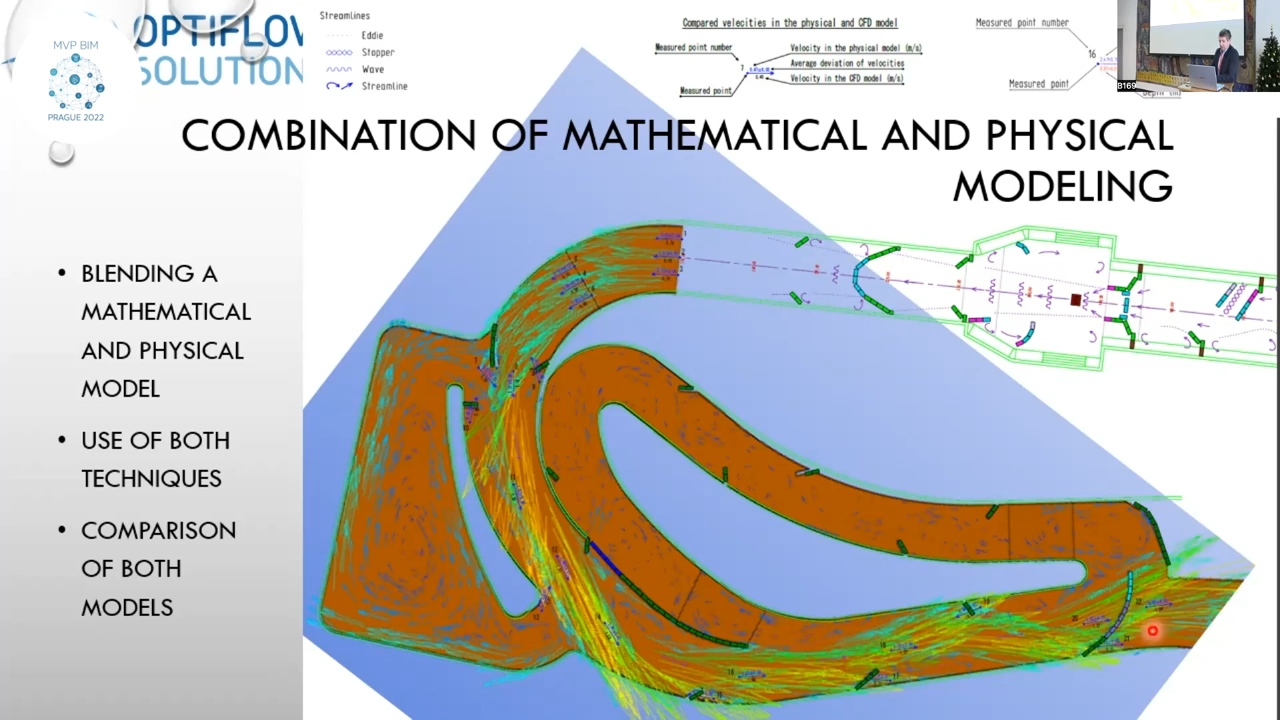 OPTIFLOW
SOLUTION
MVP BIM
PRAGUE 2022
Streamlines
Eddie
Stopper
Wave
Streamline
Compared velecities in the physical and CFD model
Measured point number
Velocity in the physical model (m/s)
Average deviation of velocities
Velocity in the CFD model (m/s)
Measured point
7
Measured point number
16
Measured point
B169
COMBINATION OF MATHEMATICAL AND PHYSICAL
MODELING
• BLENDING A
MATHEMATICAL
AND PHYSICAL
MODEL
• USE OF BOTH
TECHNIQUES
• COMPARISON
OF BOTH
MODELS